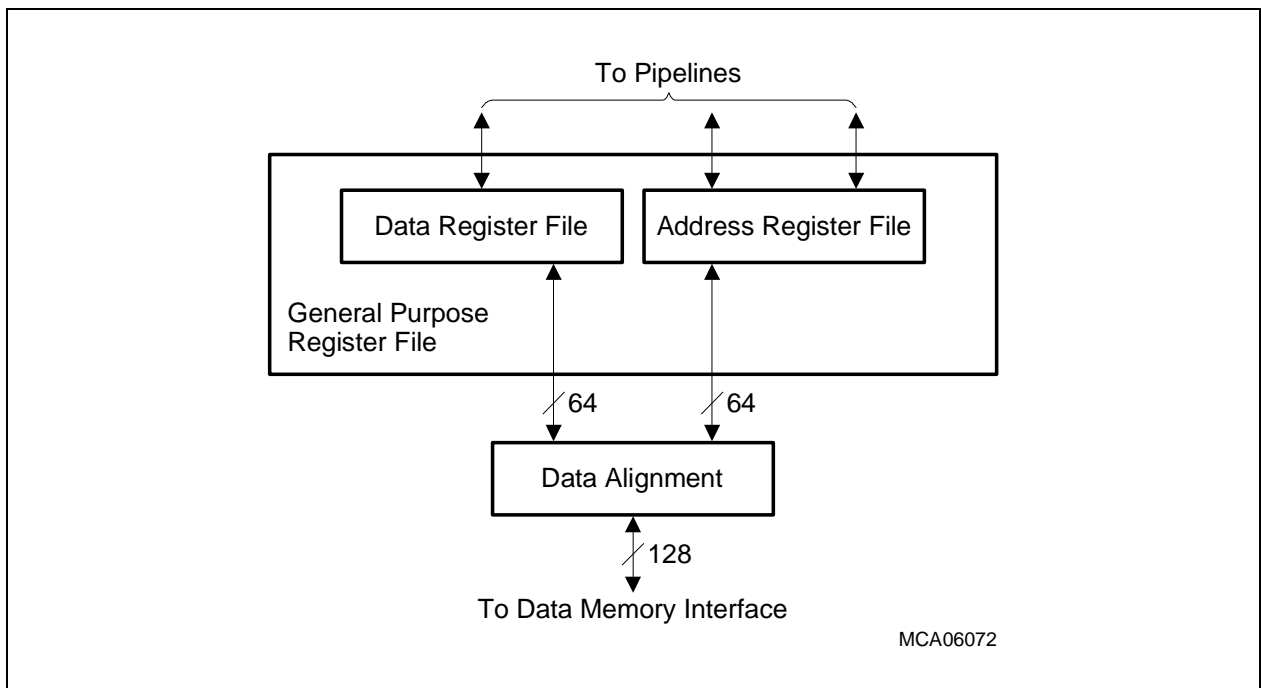 To Pipelines
Data Register File
Address Register File
General Purpose
Register File
64
64
Data Alignment
128
To Data Memory Interface
MCA06072